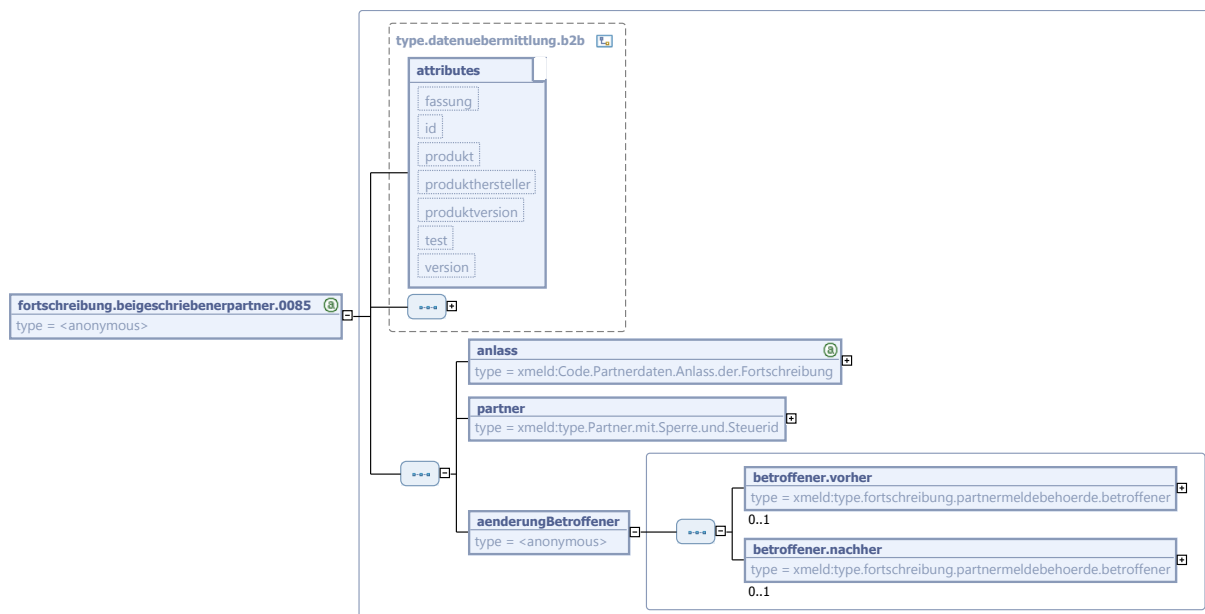 type.datenuebermittlung.b2b
attributes
fassung
id
produkt
produkthersteller
produktversion
test
version
fortschreibung.beigeschriebenerpartner.0085 a
type = <anonymous>
anlass a
type = xmeld:Code.Partnerdaten.Anlass.der.Fortschreibung
partner
type = xmeld:type.Partner.mit.Sperre.und.Steuerid
aenderungBetroffener
type = <anonymous>
betroffener.vorher
type = xmeld:type.fortschreibung.partnermeldebehoerde.betroffener
0..1
betroffener.nachher
type = xmeld:type.fortschreibung.partnermeldebehoerde.betroffener
0..1